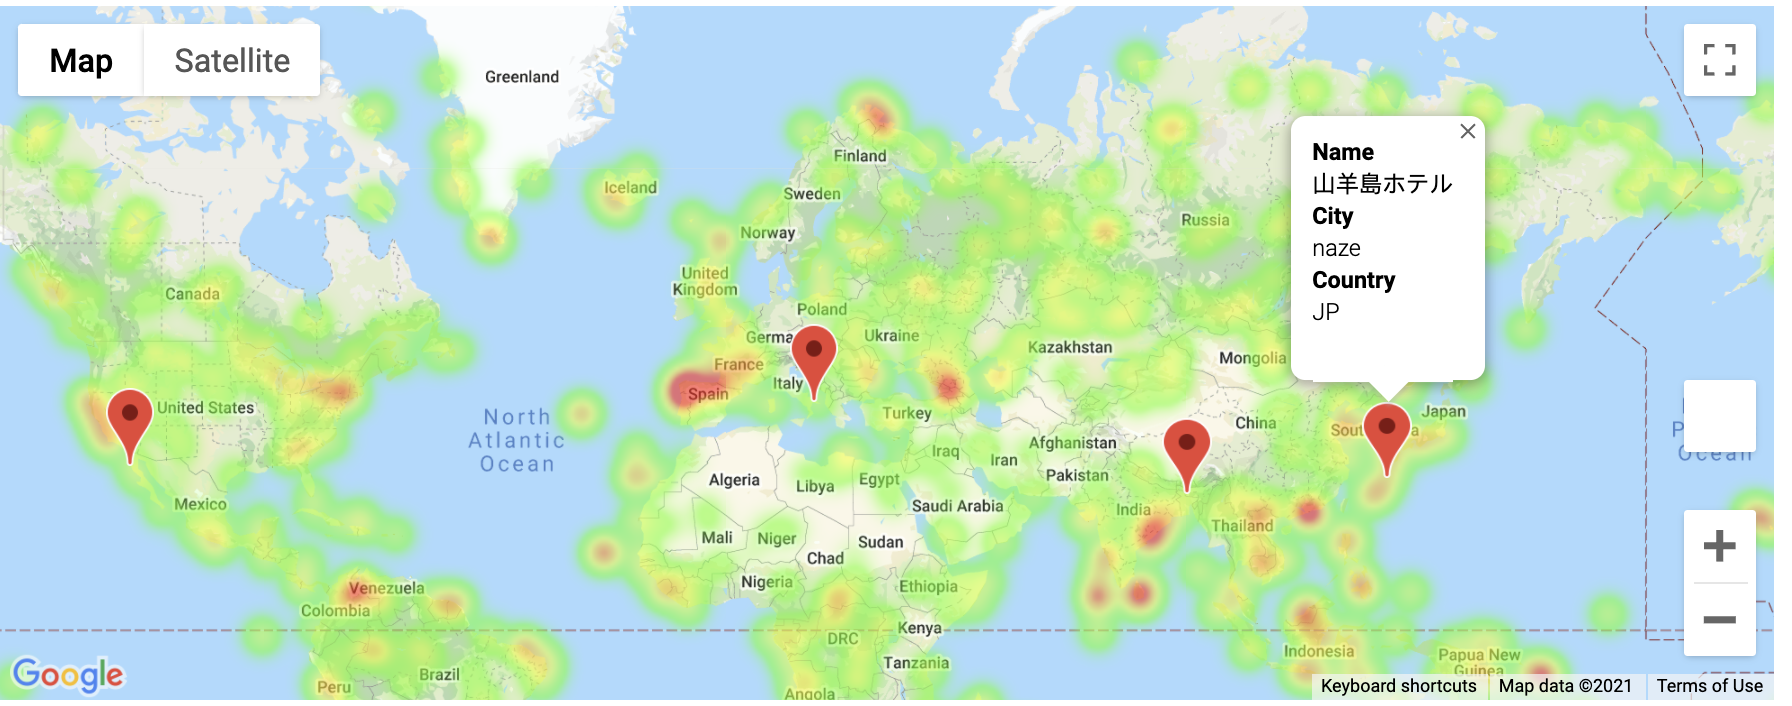 Map
Satellite
Greenland
Finland
Iceland
Sweden
Norway
Russia
United
Kingdom
Canada
Poland
Germa
Ukraine
France
Kazakhstan
Mongolia
Italy
Spain
United States
Turkey
Japan
China
North
Atlantic
Ocean
Afghanistan
Iraq
Iran
Pakistan
Algeria
Libya
Egypt
Mexico
Saudi Arabia
India
Thailand
Mali
Niger
Sudan
Chad
Nigeria
Ethiopia
Venezuela
Colombia
Kenya
DRC
Indonesia
Papua New
Guinea
Tanzania
Brazil
Peru
Angola
Ocean
Name
山羊島ホテル
City
naze
Country
JP
Google
Keyboard shortcuts
Map data ©2021
Terms of Use